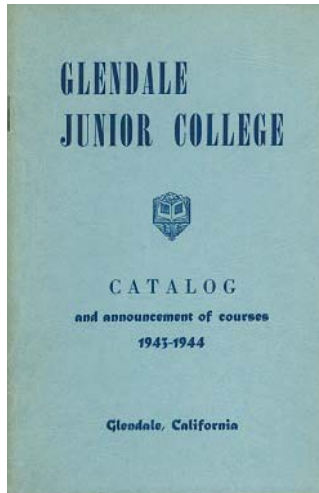 GLENDALE
JUNIOR COLLEGE
CATALOG
and announcement of courses
1943-1944
Glendale, California